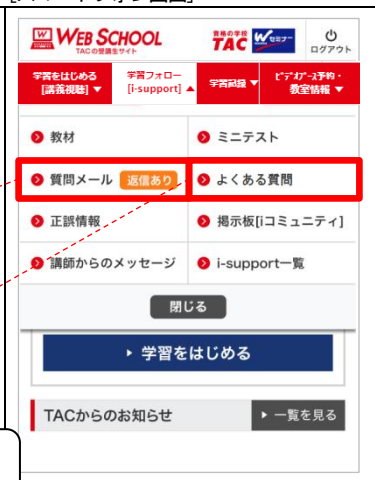 [スマートフォン画面]
WEB SCHOOL
TACの受講生サイト
資格の学校
TAC Wセミナー
ログアウト
学習をはじめる
[講義視聴] ▼
学習フォロー
[i-support] ▲
学習記録 ▼
ビデオブース予約・
教室情報 ▼
教材
ミニテスト
質問メール 返信あり
よくある質問
正誤情報
掲示板[iコミュニティ]
講師からのメッセージ
i-support一覧
閉じる
学習をはじめる
TACからのお知らせ
一覧を見る